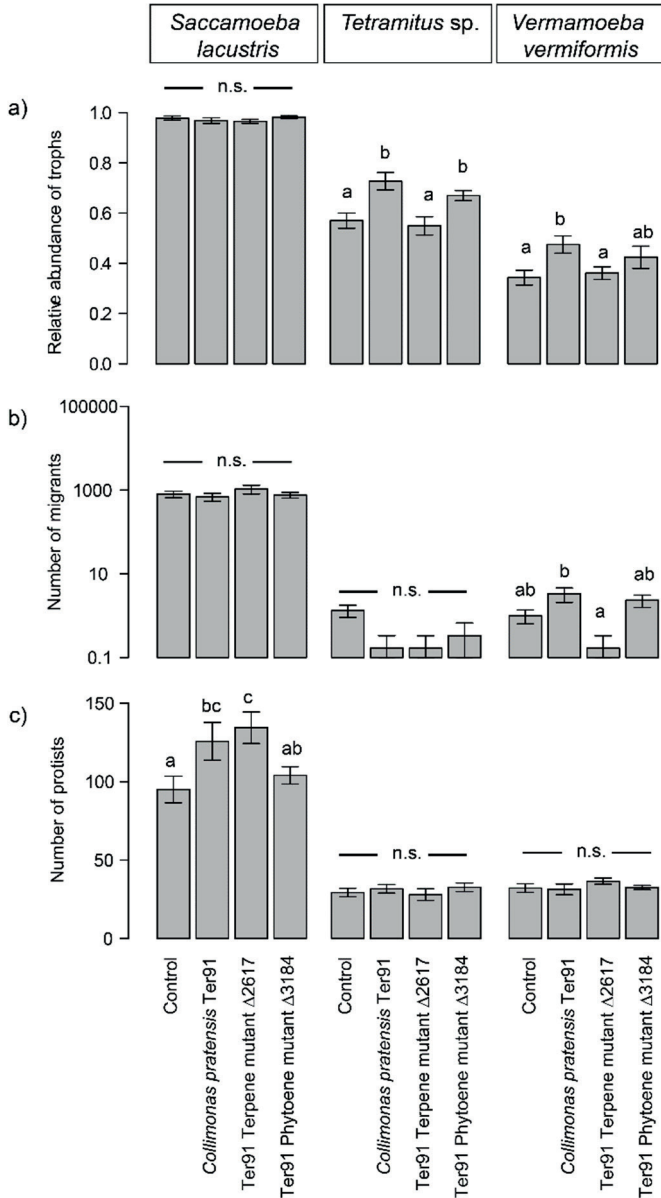 Saccamoeba
lacustris
Tetramitus sp.
Vermamoeba
vermiformis
a)
Relative abundance of trophs
1.0
0.8
0.6
0.4
0.2
0.0
n.s.
a
b
a
b
a
b
a
ab
b)
Number of migrants
100000
1000
10
0.1
n.s.
n.s.
ab
b
a
ab
c)
Number of protists
150
100
50
0
a
bc
c
ab
n.s.
n.s.
Control
Collimonas pratensis Ter91
Ter91 Terpene mutant Δ2617
Ter91 Phytoene mutant Δ3184
Control
Collimonas pratensis Ter91
Ter91 Terpene mutant Δ2617
Ter91 Phytoene mutant Δ3184
Control
Collimonas pratensis Ter91
Ter91 Terpene mutant Δ2617
Ter91 Phytoene mutant Δ3184